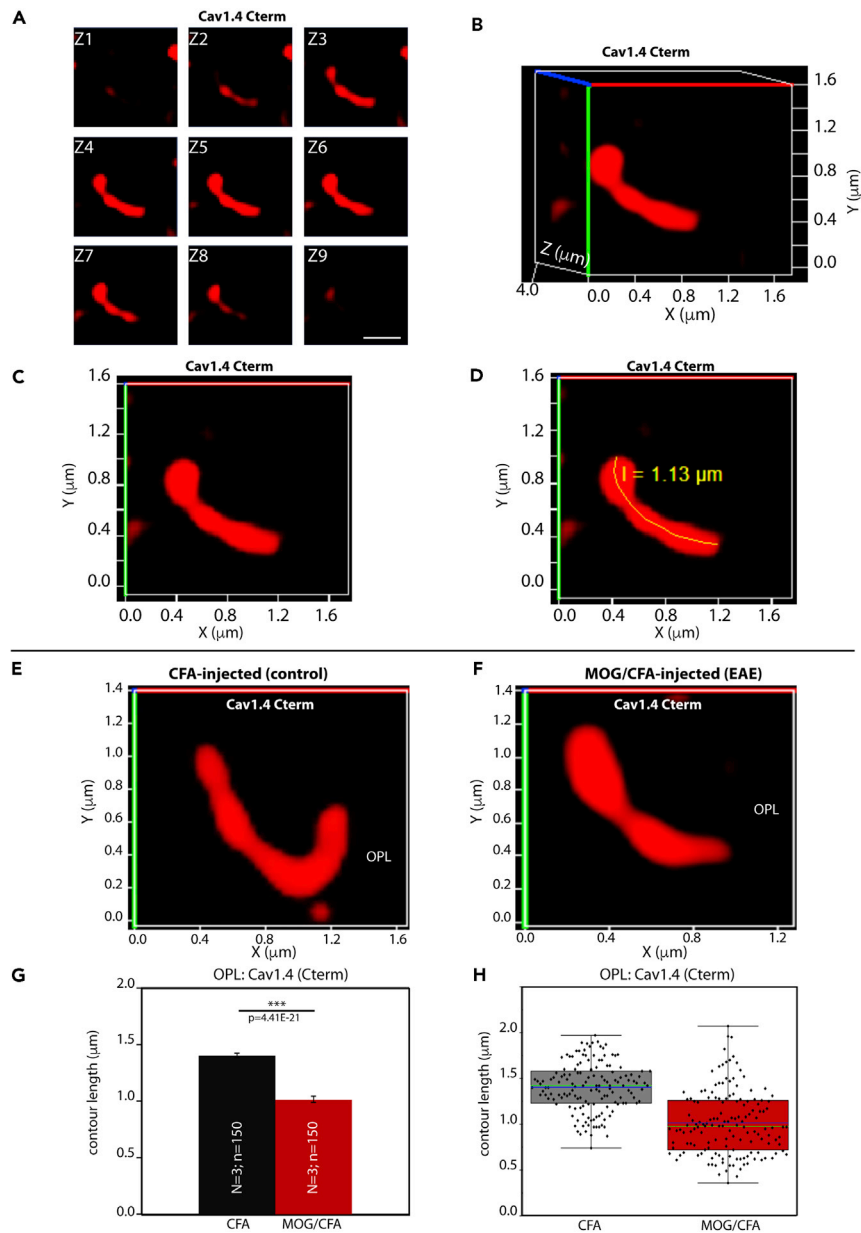 A
Cav1.4 Cterm
Z1
Z2
Z3
Z4
Z5
Z6
Z7
Z8
Z9
B
Cav1.4 Cterm
1.6
1.2
0.8
0.4
0.0
Y (μm)
Z (μm)
4.0
0.0 0.4 0.8 1.2 1.6
X (μm)
C
Cav1.4 Cterm
1.6
1.2
0.8
0.4
0.0
Y (μm)
0.0 0.4 0.8 1.2 1.6
X (μm)
D
Cav1.4 Cterm
1.6
1.2
0.8
0.4
0.0
Y (μm)
l = 1.13 μm
0.0 0.4 0.8 1.2 1.6
X (μm)
E
CFA-injected (control)
Cav1.4 Cterm
1.4
1.2
1.0
0.8
0.6
0.4
0.2
0.0
Y (μm)
OPL
0.0 0.4 0.8 1.2 1.6
X (μm)
F
MOG/CFA-injected (EAE)
Cav1.4 Cterm
1.4
1.2
1.0
0.8
0.6
0.4
0.2
0.0
Y (μm)
OPL
0.0 0.4 0.8 1.2
X (μm)
G
OPL: Cav1.4 (Cterm)
2.0
1.5
1.0
0.5
0.0
contour length (μm)
***
p=4.41E-21
N=3; n=150
N=3; n=150
CFA MOG/CFA
H
OPL: Cav1.4 (Cterm)
2.0
1.5
1.0
0.5
0.0
contour length (μm)
CFA MOG/CFA